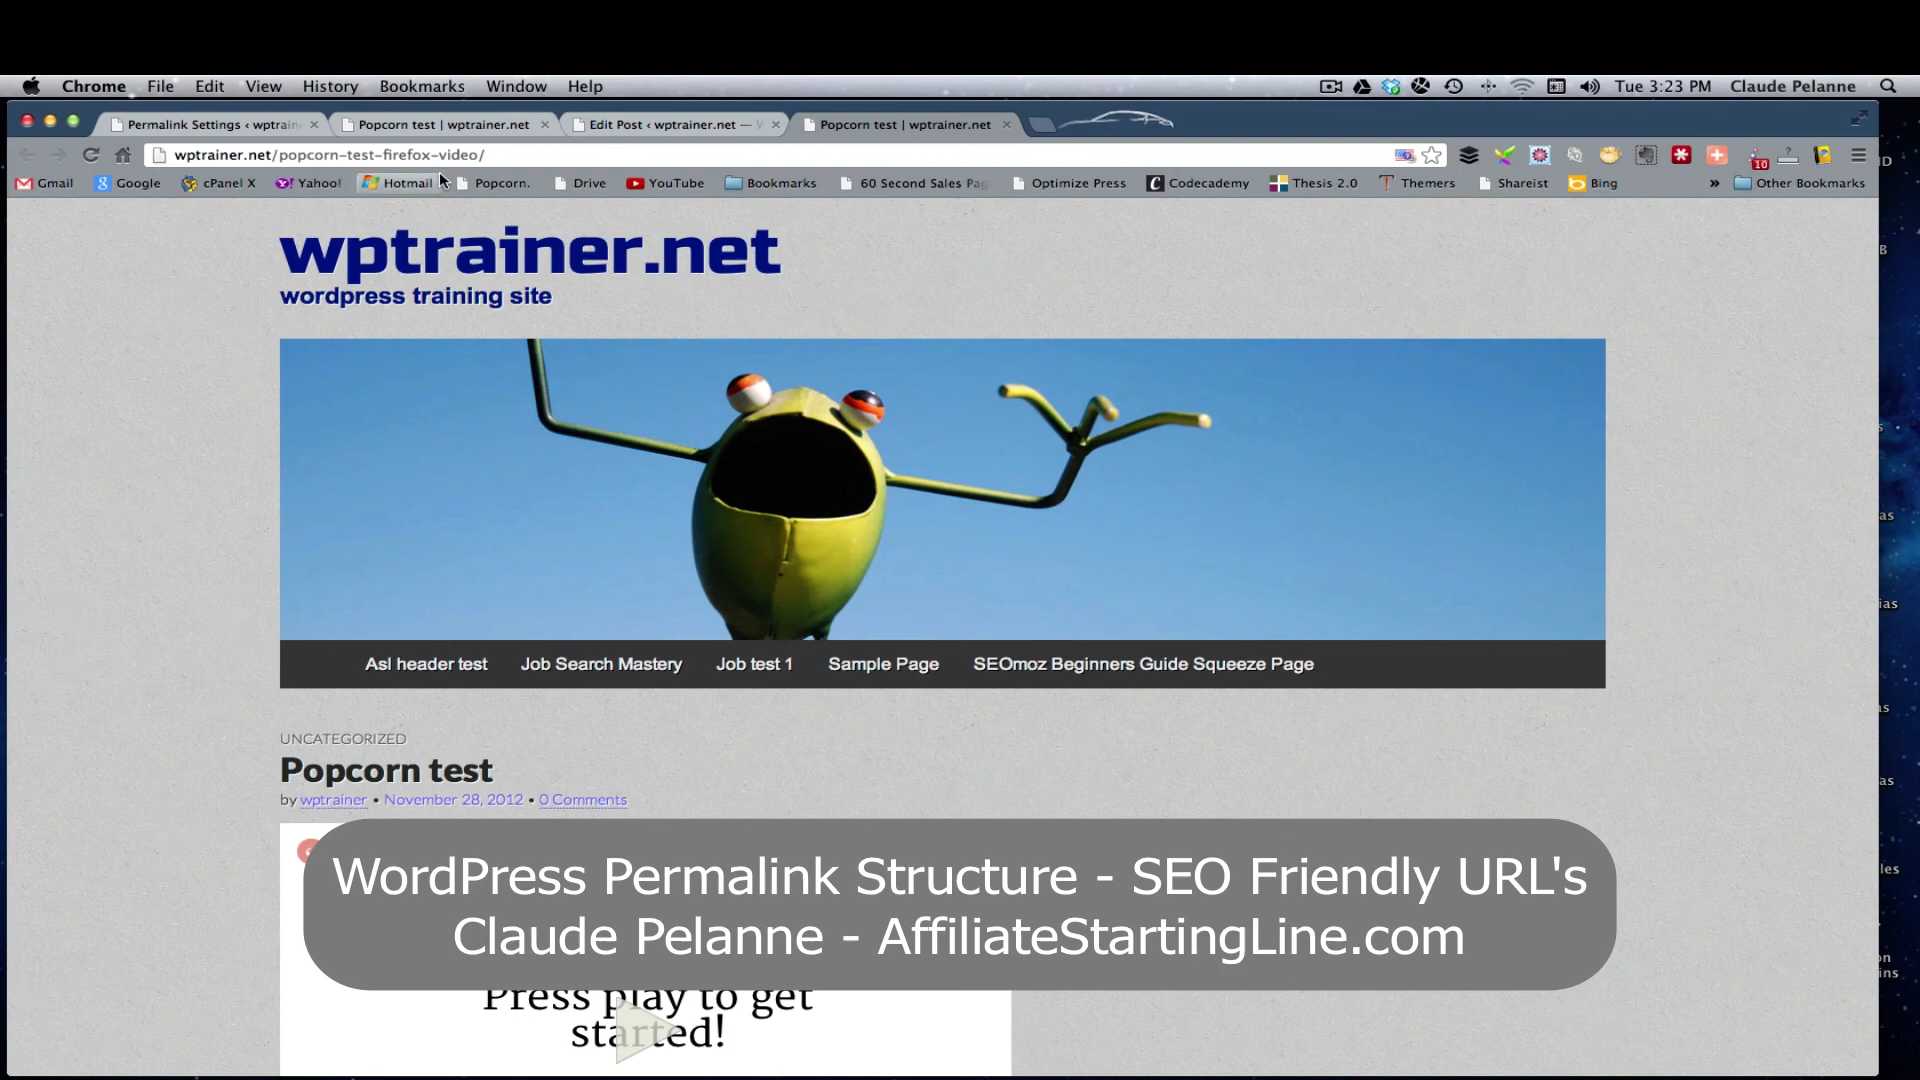 Chrome File Edit View History Bookmarks Window Help Tue 3:23 PM Claude Pelanne
Permalink Settings ‹ wptrain Popcorn test | wptrainer.net Edit Post ‹ wptrainer.net — W Popcorn test | wptrainer.net
wptrainer.net/popcorn-test-firefox-video/
10
Gmail Google cPanel X Yahoo! Hotmail Popcorn. Drive YouTube Bookmarks 60 Second Sales Pag Optimize Press Codecademy Thesis 2.0 Themers Shareist Bing » Other Bookmarks
wptrainer.net
wordpress training site
Asl header test Job Search Mastery Job test 1 Sample Page SEOmoz Beginners Guide Squeeze Page
UNCATEGORIZED
Popcorn test
by wptrainer • November 28, 2012 • 0 Comments
WordPress Permalink Structure - SEO Friendly URL's
Claude Pelanne - AffiliateStartingLine.com
Press play to get
started!